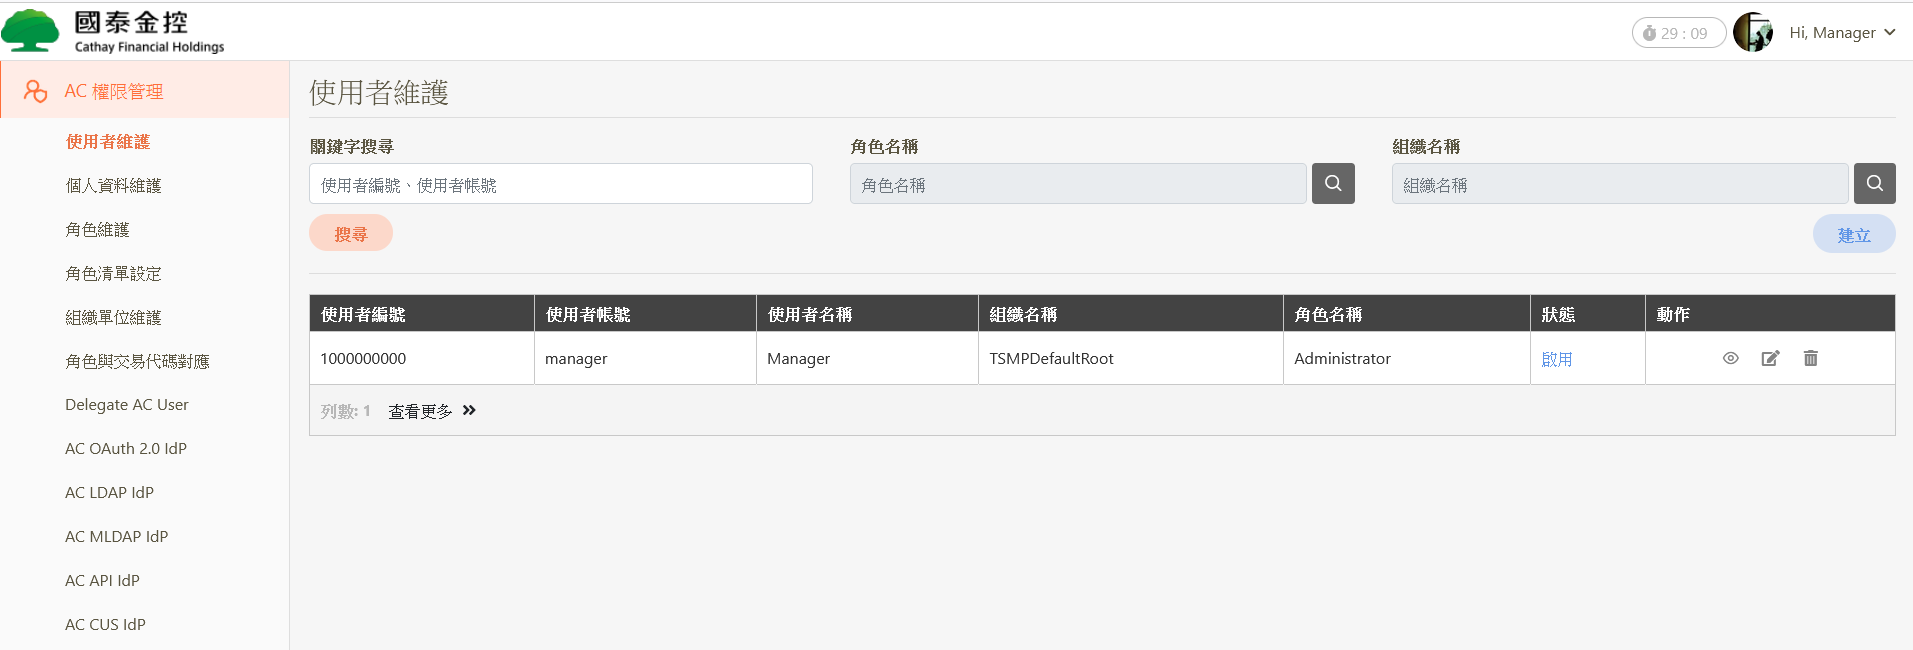 國泰金控
Cathay Financial Holdings
29 : 09
Hi, Manager
AC 權限管理
使用者維護
個人資料維護
角色維護
角色清單設定
組織單位維護
角色與交易代碼對應
Delegate AC User
AC OAuth 2.0 IdP
AC LDAP IdP
AC MLDAP IdP
AC API IdP
AC CUS IdP
使用者維護
關鍵字搜尋 角色名稱 組織名稱
使用者編號、使用者帳號 角色名稱 組織名稱
搜尋 建立
使用者編號 使用者帳號 使用者名稱 組織名稱 角色名稱 狀態 動作
1000000000 manager Manager TSMPDefaultRoot Administrator 啟用
列數: 1 查看更多